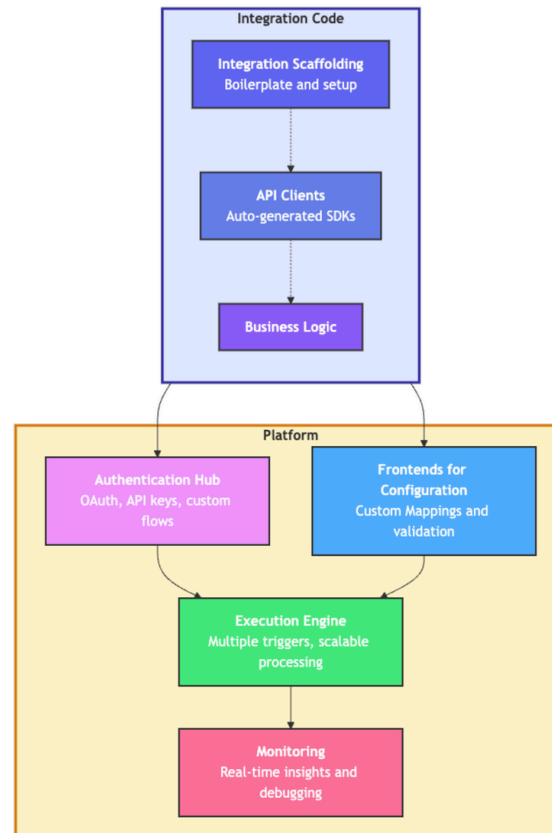 Integration Code
Integration Scaffolding
Boilerplate and setup
API Clients
Auto-generated SDKs
Business Logic
Platform
Authentication Hub
OAuth, API keys, custom
flows
Frontends for
Configuration
Custom Mappings and
validation
Execution Engine
Multiple triggers, scalable
processing
Monitoring
Real-time insights and
debugging